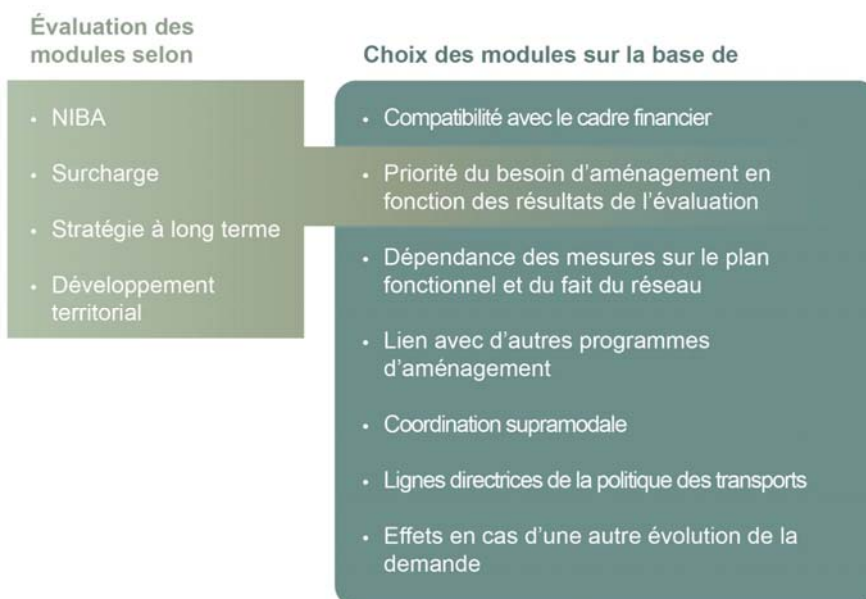 Évaluation des
modules selon
• NIBA
• Surcharge
• Stratégie à long terme
• Développement
territorial
Choix des modules sur la base de
• Compatibilité avec le cadre financier
• Priorité du besoin d'aménagement en
fonction des résultats de l'évaluation
• Dépendance des mesures sur le plan
fonctionnel et du fait du réseau
• Lien avec d'autres programmes
d'aménagement
• Coordination supramodale
• Lignes directrices de la politique des transports
• Effets en cas d'une autre évolution de la
demande